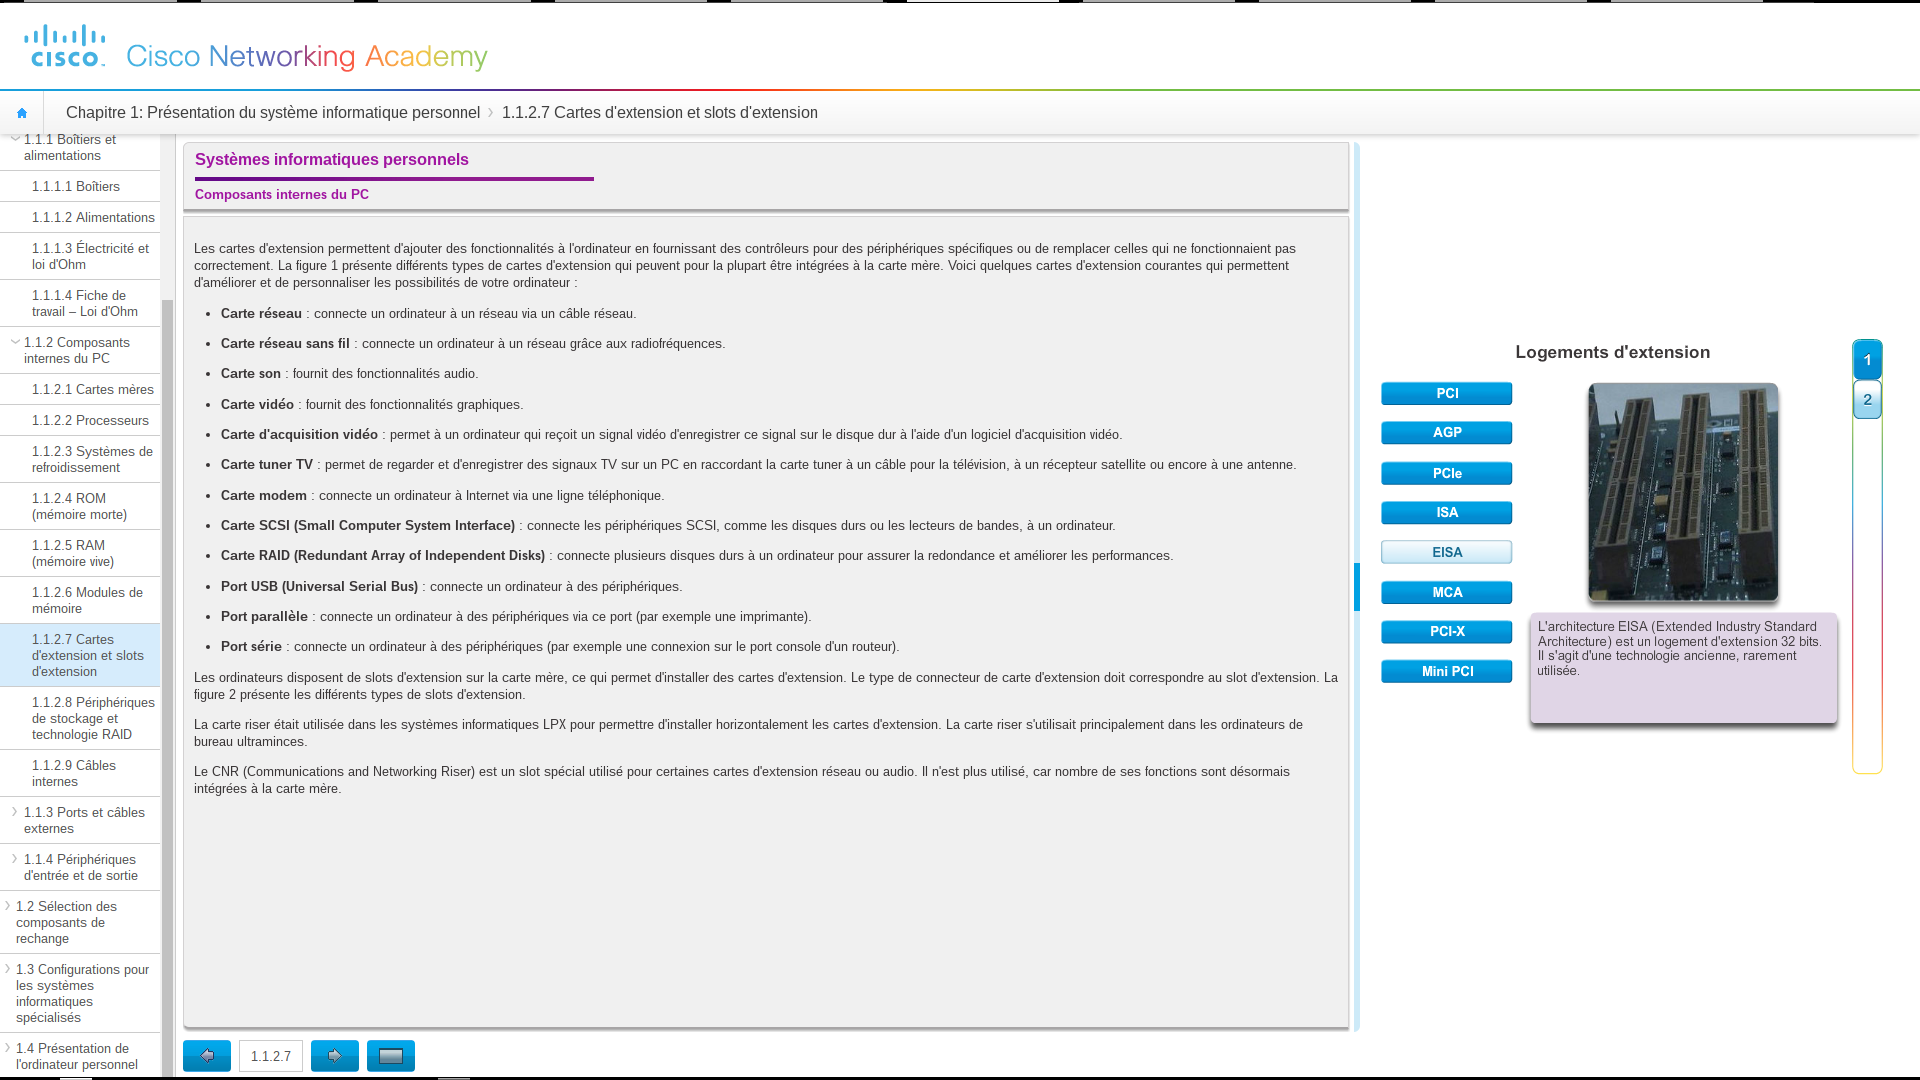 cisco
Cisco Networking Academy
Chapitre 1: Présentation du système informatique personnel
1.1.2.7 Cartes d'extension et slots d'extension
1.1.1 Boîtiers et
alimentations
1.1.1.1 Boîtiers
1.1.1.2 Alimentations
1.1.1.3 Électricité et
loi d'Ohm
1.1.1.4 Fiche de
travail – Loi d'Ohm
1.1.2 Composants
internes du PC
1.1.2.1 Cartes mères
1.1.2.2 Processeurs
1.1.2.3 Systèmes de
refroidissement
1.1.2.4 ROM
(mémoire morte)
1.1.2.5 RAM
(mémoire vive)
1.1.2.6 Modules de
mémoire
1.1.2.7 Cartes
d'extension et slots
d'extension
1.1.2.8 Périphériques
de stockage et
technologie RAID
1.1.2.9 Câbles
internes
1.1.3 Ports et câbles
externes
1.1.4 Périphériques
d'entrée et de sortie
1.2 Sélection des
composants de
rechange
1.3 Configurations pour
les systèmes
informatiques
spécialisés
1.4 Présentation de
l'ordinateur personnel
Systèmes informatiques personnels
Composants internes du PC
Les cartes d'extension permettent d'ajouter des fonctionnalités à l'ordinateur en fournissant des contrôleurs pour des périphériques spécifiques ou de remplacer celles qui ne fonctionnaient pas
correctement. La figure 1 présente différents types de cartes d'extension qui peuvent pour la plupart être intégrées à la carte mère. Voici quelques cartes d'extension courantes qui permettent
d'améliorer et de personnaliser les possibilités de votre ordinateur :
• Carte réseau : connecte un ordinateur à un réseau via un câble réseau.
• Carte réseau sans fil : connecte un ordinateur à un réseau grâce aux radiofréquences.
• Carte son : fournit des fonctionnalités audio.
• Carte vidéo : fournit des fonctionnalités graphiques.
• Carte d'acquisition vidéo : permet à un ordinateur qui reçoit un signal vidéo d'enregistrer ce signal sur le disque dur à l'aide d'un logiciel d'acquisition vidéo.
• Carte tuner TV : permet de regarder et d'enregistrer des signaux TV sur un PC en raccordant la carte tuner à un câble pour la télévision, à un récepteur satellite ou encore à une antenne.
• Carte modem : connecte un ordinateur à Internet via une ligne téléphonique.
• Carte SCSI (Small Computer System Interface) : connecte les périphériques SCSI, comme les disques durs ou les lecteurs de bandes, à un ordinateur.
• Carte RAID (Redundant Array of Independent Disks) : connecte plusieurs disques durs à un ordinateur pour assurer la redondance et améliorer les performances.
• Port USB (Universal Serial Bus) : connecte un ordinateur à des périphériques.
• Port parallèle : connecte un ordinateur à des périphériques via ce port (par exemple une imprimante).
• Port série : connecte un ordinateur à des périphériques (par exemple une connexion sur le port console d'un routeur).
Les ordinateurs disposent de slots d'extension sur la carte mère, ce qui permet d'installer des cartes d'extension. Le type de connecteur de carte d'extension doit correspondre au slot d'extension. La
figure 2 présente les différents types de slots d'extension.
La carte riser était utilisée dans les systèmes informatiques LPX pour permettre d'installer horizontalement les cartes d'extension. La carte riser s'utilisait principalement dans les ordinateurs de
bureau ultraminces.
Le CNR (Communications and Networking Riser) est un slot spécial utilisé pour certaines cartes d'extension réseau ou audio. Il n'est plus utilisé, car nombre de ses fonctions sont désormais
intégrées à la carte mère.
1.1.2.7
Logements d'extension
PCI
AGP
PCIe
ISA
EISA
MCA
PCI-X
Mini PCI
L'architecture EISA (Extended Industry Standard
Architecture) est un logement d'extension 32 bits.
Il s'agit d'une technologie ancienne, rarement
utilisée.
1
2